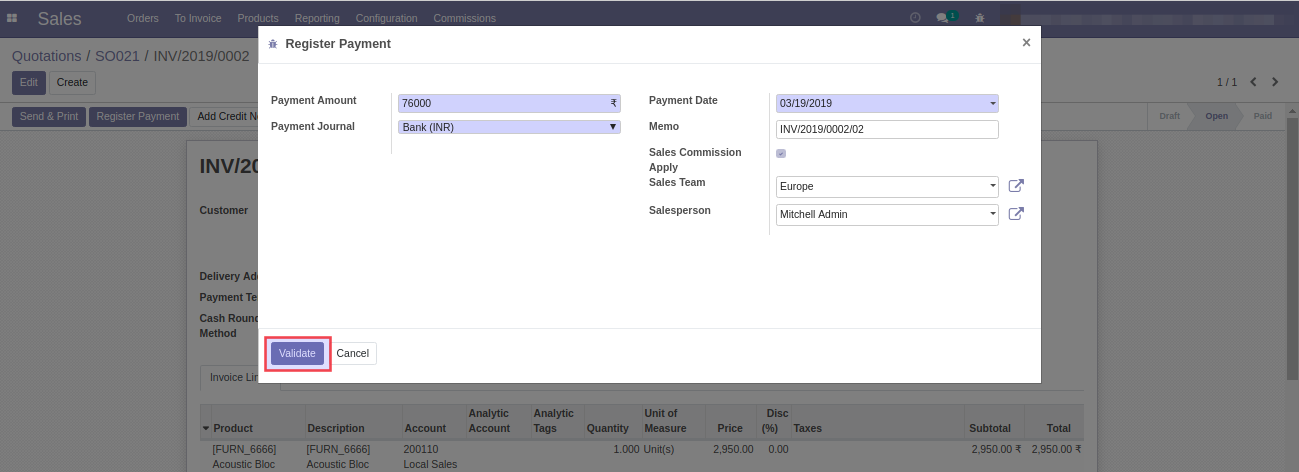 Sales Orders To Invoice Products Reporting Configuration Commissions 1
Quotations / SO021 / INV/2019/0002
Edit Create 1 / 1
Send & Print Register Payment Add Credit Draft Open Paid
Register Payment ×
Payment Amount 76000 ₹
Payment Journal Bank (INR)
Payment Date 03/19/2019
Memo INV/2019/0002/02
Sales Commission
Apply
Sales Team Europe
Salesperson Mitchell Admin
Validate Cancel
INV/20
Customer
Delivery
Payment
Cash
Method
Invoice
Product Description Account Analytic Account Analytic Tags Quantity Unit of Measure Price Disc (%) Taxes Subtotal Total
[FURN_6666] [FURN_6666] 200110 1.000 Unit(s) 2,950.00 0.00 2,950.00 ₹ 2,950.00 ₹
Acoustic Bloc Acoustic Bloc Local Sales